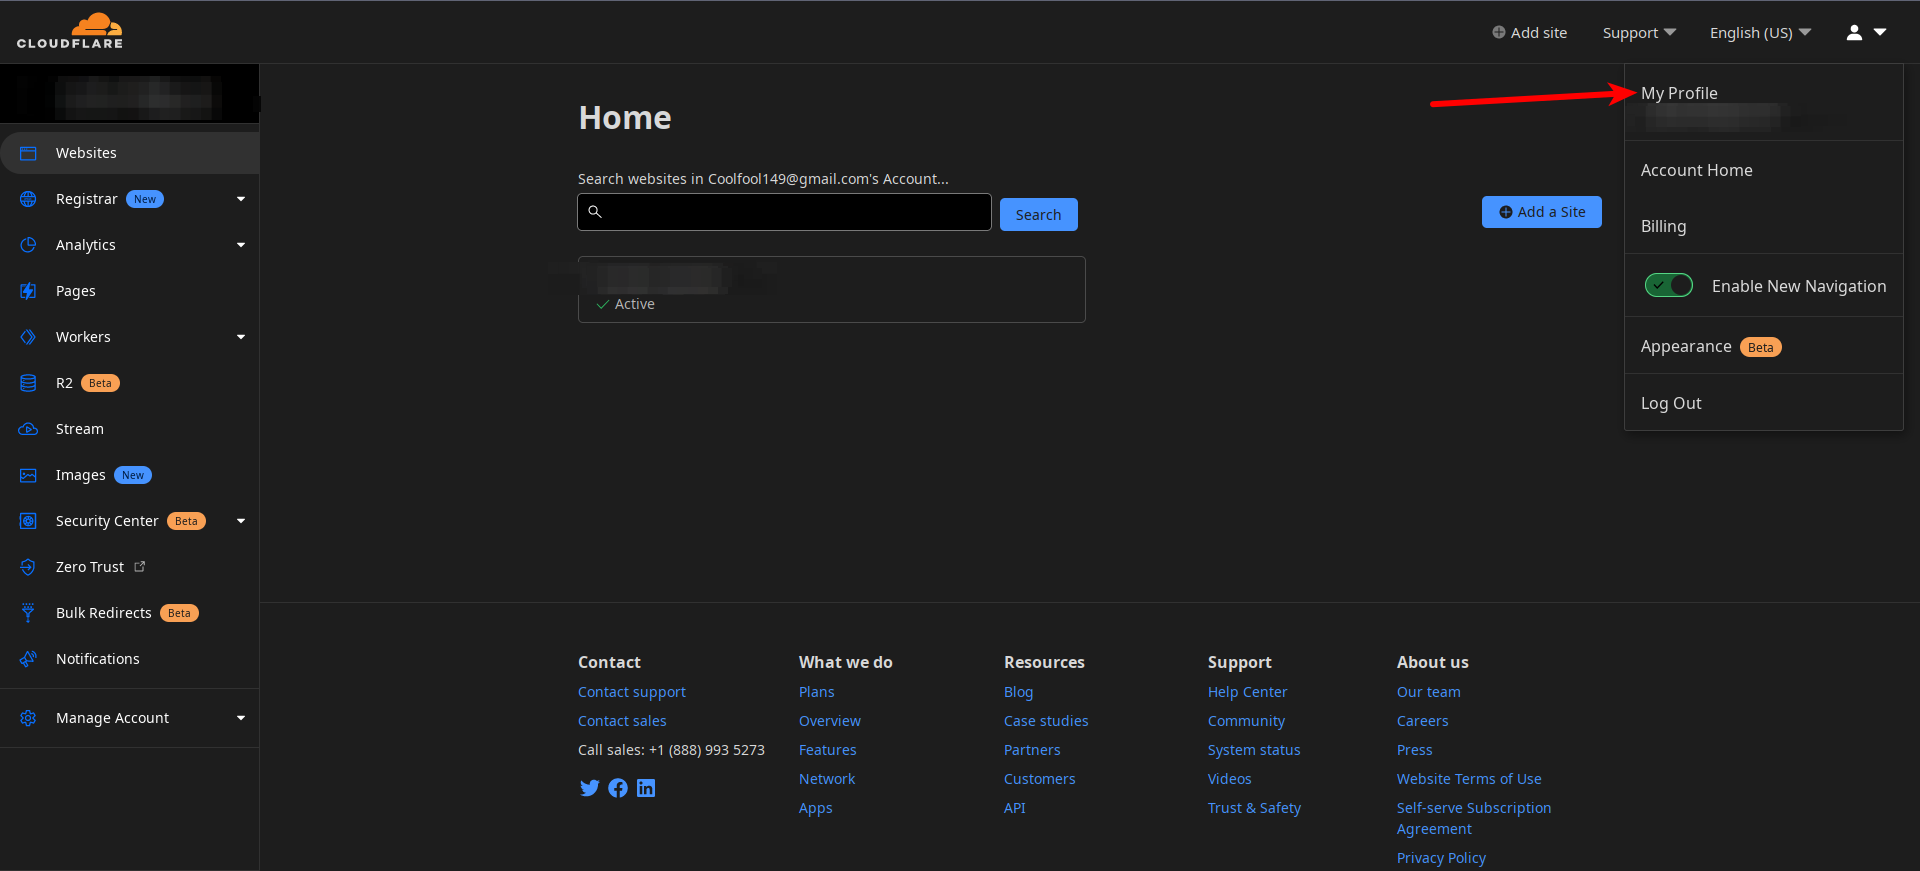 CLOUDFLARE
Add site
Support
English (US)
My Profile
Account Home
Billing
Enable New Navigation
Appearance Beta
Log Out
Websites
Registrar New
Analytics
Pages
Workers
R2 Beta
Stream
Images New
Security Center Beta
Zero Trust
Bulk Redirects Beta
Notifications
Manage Account
Home
Search websites in Coolfool149@gmail.com's Account...
Search
Add a Site
Active
Contact
Contact support
Contact sales
Call sales: +1 (888) 993 5273
What we do
Plans
Overview
Features
Network
Apps
Resources
Blog
Case studies
Partners
Customers
API
Support
Help Center
Community
System status
Videos
Trust & Safety
About us
Our team
Careers
Press
Website Terms of Use
Self-serve Subscription
Agreement
Privacy Policy